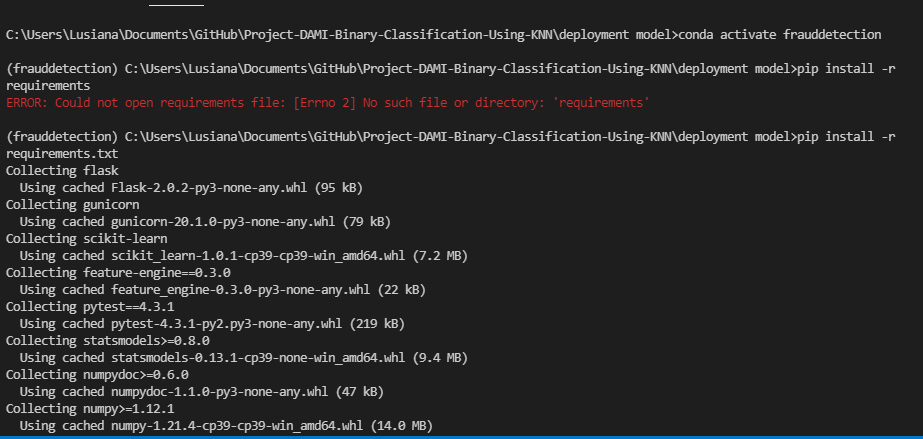 C:\Users\Lusiana\Documents\GitHub\Project-DAMI-Binary-Classification-Using-KNN\deployment model>conda activate frauddetection
(frauddetection) C:\Users\Lusiana\Documents\GitHub\Project-DAMI-Binary-Classification-Using-KNN\deployment model>pip install -r
requirements
ERROR: Could not open requirements file: [Errno 2] No such file or directory: 'requirements'
(frauddetection) C:\Users\Lusiana\Documents\GitHub\Project-DAMI-Binary-Classification-Using-KNN\deployment model>pip install -r
requirements.txt
Collecting flask
  Using cached Flask-2.0.2-py3-none-any.whl (95 kB)
Collecting gunicorn
  Using cached gunicorn-20.1.0-py3-none-any.whl (79 kB)
Collecting scikit-learn
  Using cached scikit_learn-1.0.1-cp39-cp39-win_amd64.whl (7.2 MB)
Collecting feature-engine==0.3.0
  Using cached feature_engine-0.3.0-py3-none-any.whl (22 kB)
Collecting pytest==4.3.1
  Using cached pytest-4.3.1-py2.py3-none-any.whl (219 kB)
Collecting statsmodels>=0.8.0
  Using cached statsmodels-0.13.1-cp39-none-win_amd64.whl (9.4 MB)
Collecting numpydoc>=0.6.0
  Using cached numpydoc-1.1.0-py3-none-any.whl (47 kB)
Collecting numpy>=1.12.1
  Using cached numpy-1.21.4-cp39-cp39-win_amd64.whl (14.0 MB)